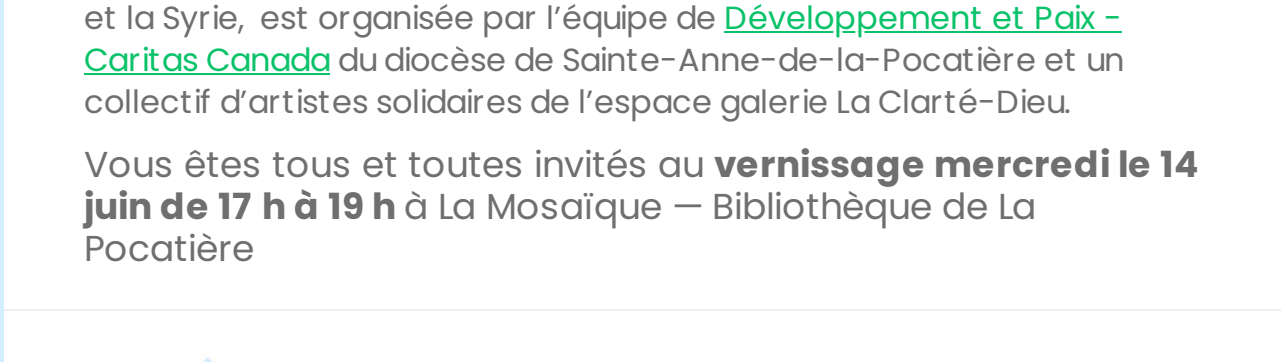 et la Syrie, est organisée par l’équipe de Développement et Paix -
Caritas Canada du diocèse de Sainte-Anne-de-la-Pocatière et un
collectif d’artistes solidaires de l’espace galerie La Clarté-Dieu.
Vous êtes tous et toutes invités au vernissage mercredi le 14
juin de 17 h à 19 h à La Mosaïque — Bibliothèque de La
Pocatière